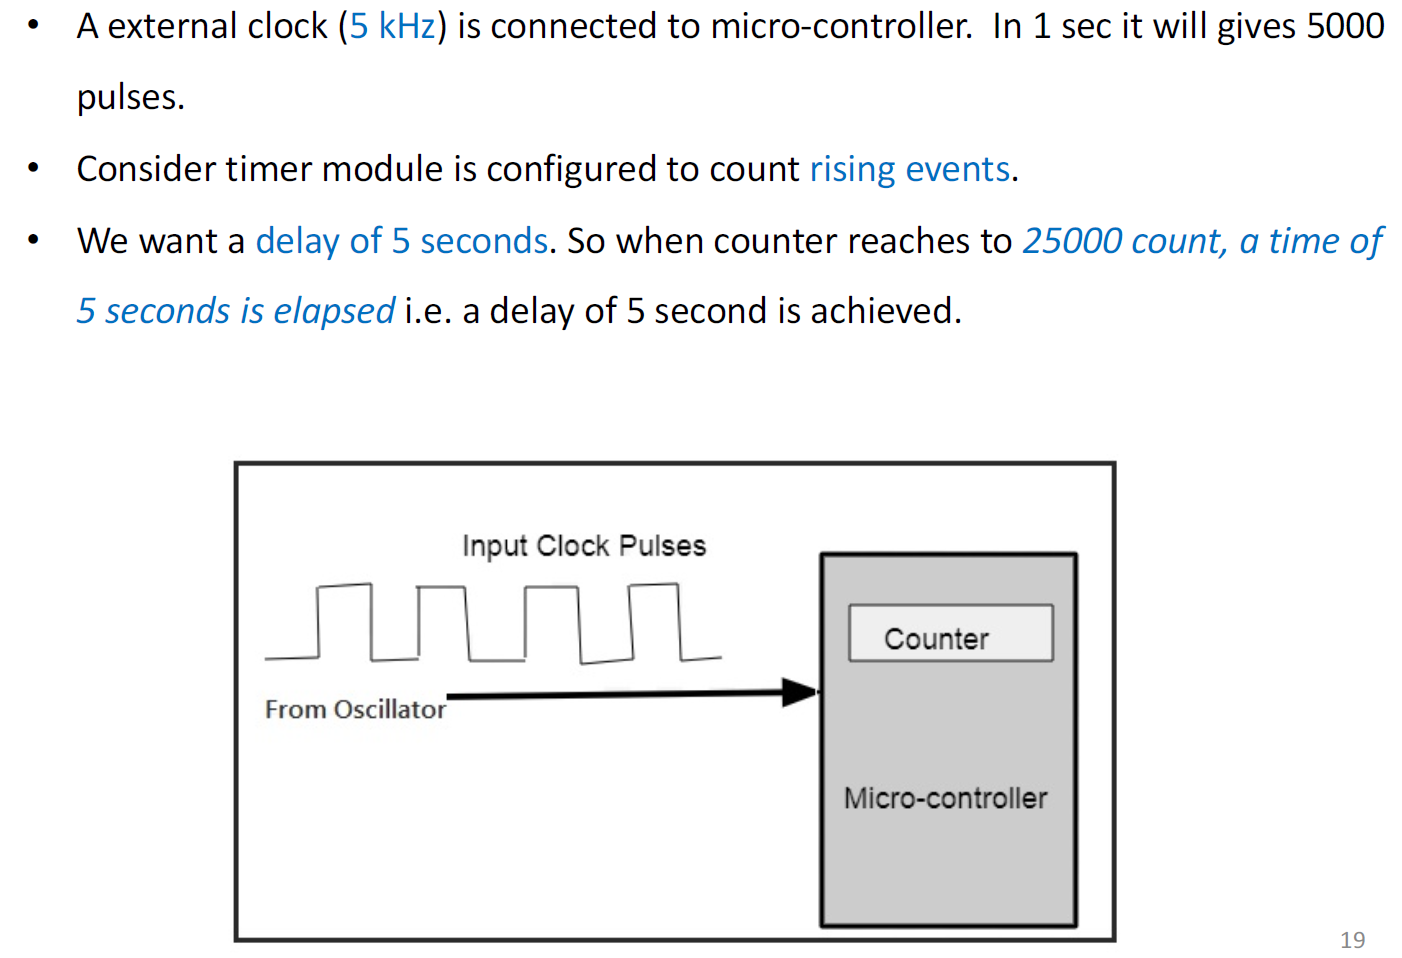 • A external clock (5 kHz) is connected to micro-controller. In 1 sec it will gives 5000
pulses.
• Consider timer module is configured to count rising events.
• We want a delay of 5 seconds. So when counter reaches to 25000 count, a time of
5 seconds is elapsed i.e. a delay of 5 second is achieved.
Input Clock Pulses
Counter
From Oscillator
Micro-controller
19